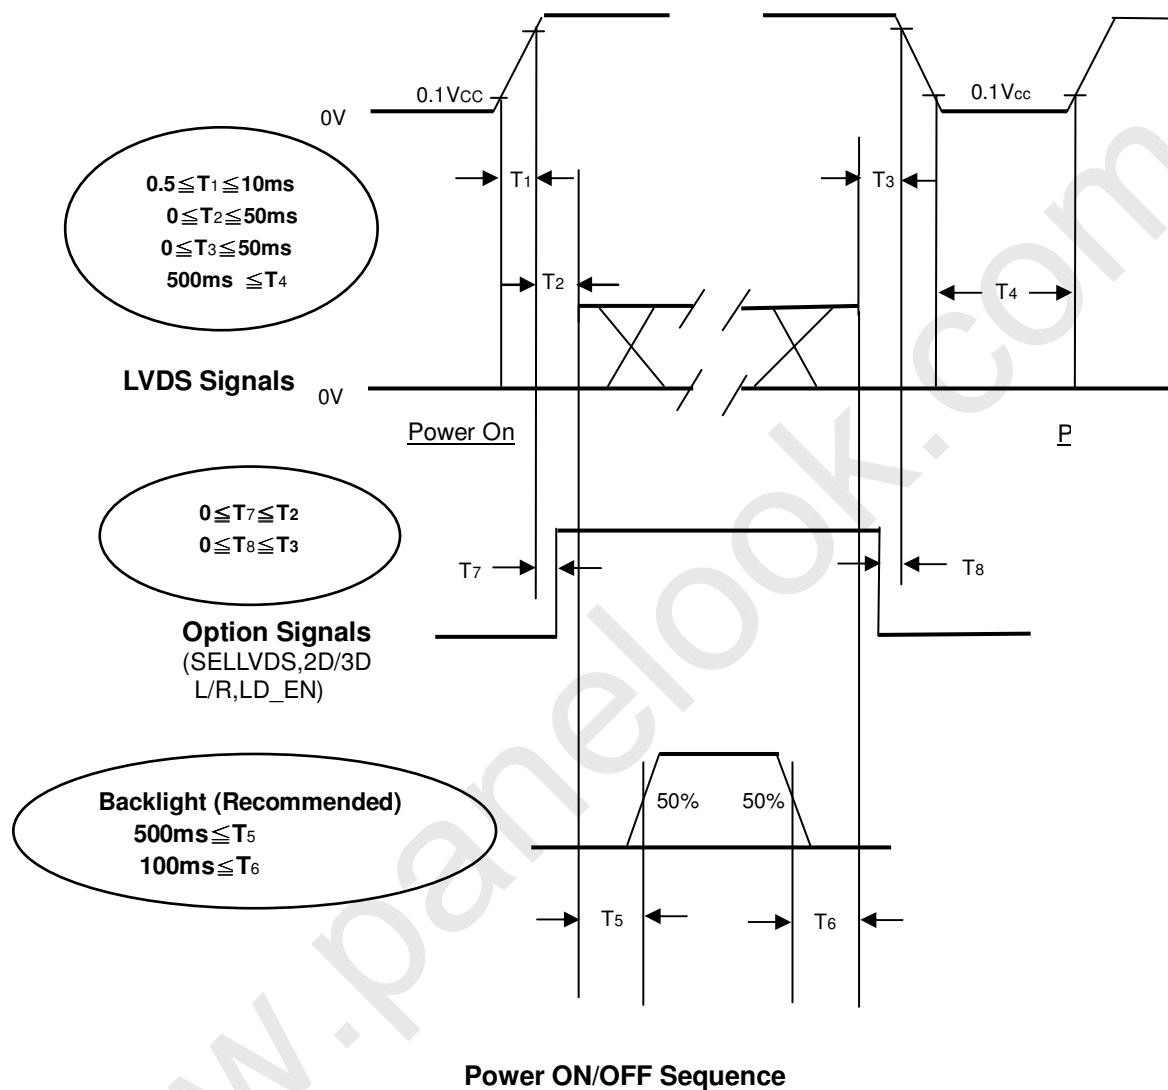 0.1VCC
0.1Vcc
0V
0.5≦T1≦10ms
0≦T2≦50ms
0≦T3≦50ms
500ms ≦T4
T1
T3
T2
T4
LVDS Signals
0V
Power On
P
0≦T7≦T2
0≦T8≦T3
T7
T8
Option Signals
(SELLVDS,2D/3D
L/R,LD_EN)
Backlight (Recommended)
500ms≦T5
100ms≦T6
50%
50%
T5
T6
Power ON/OFF Sequence
w.panelook.com